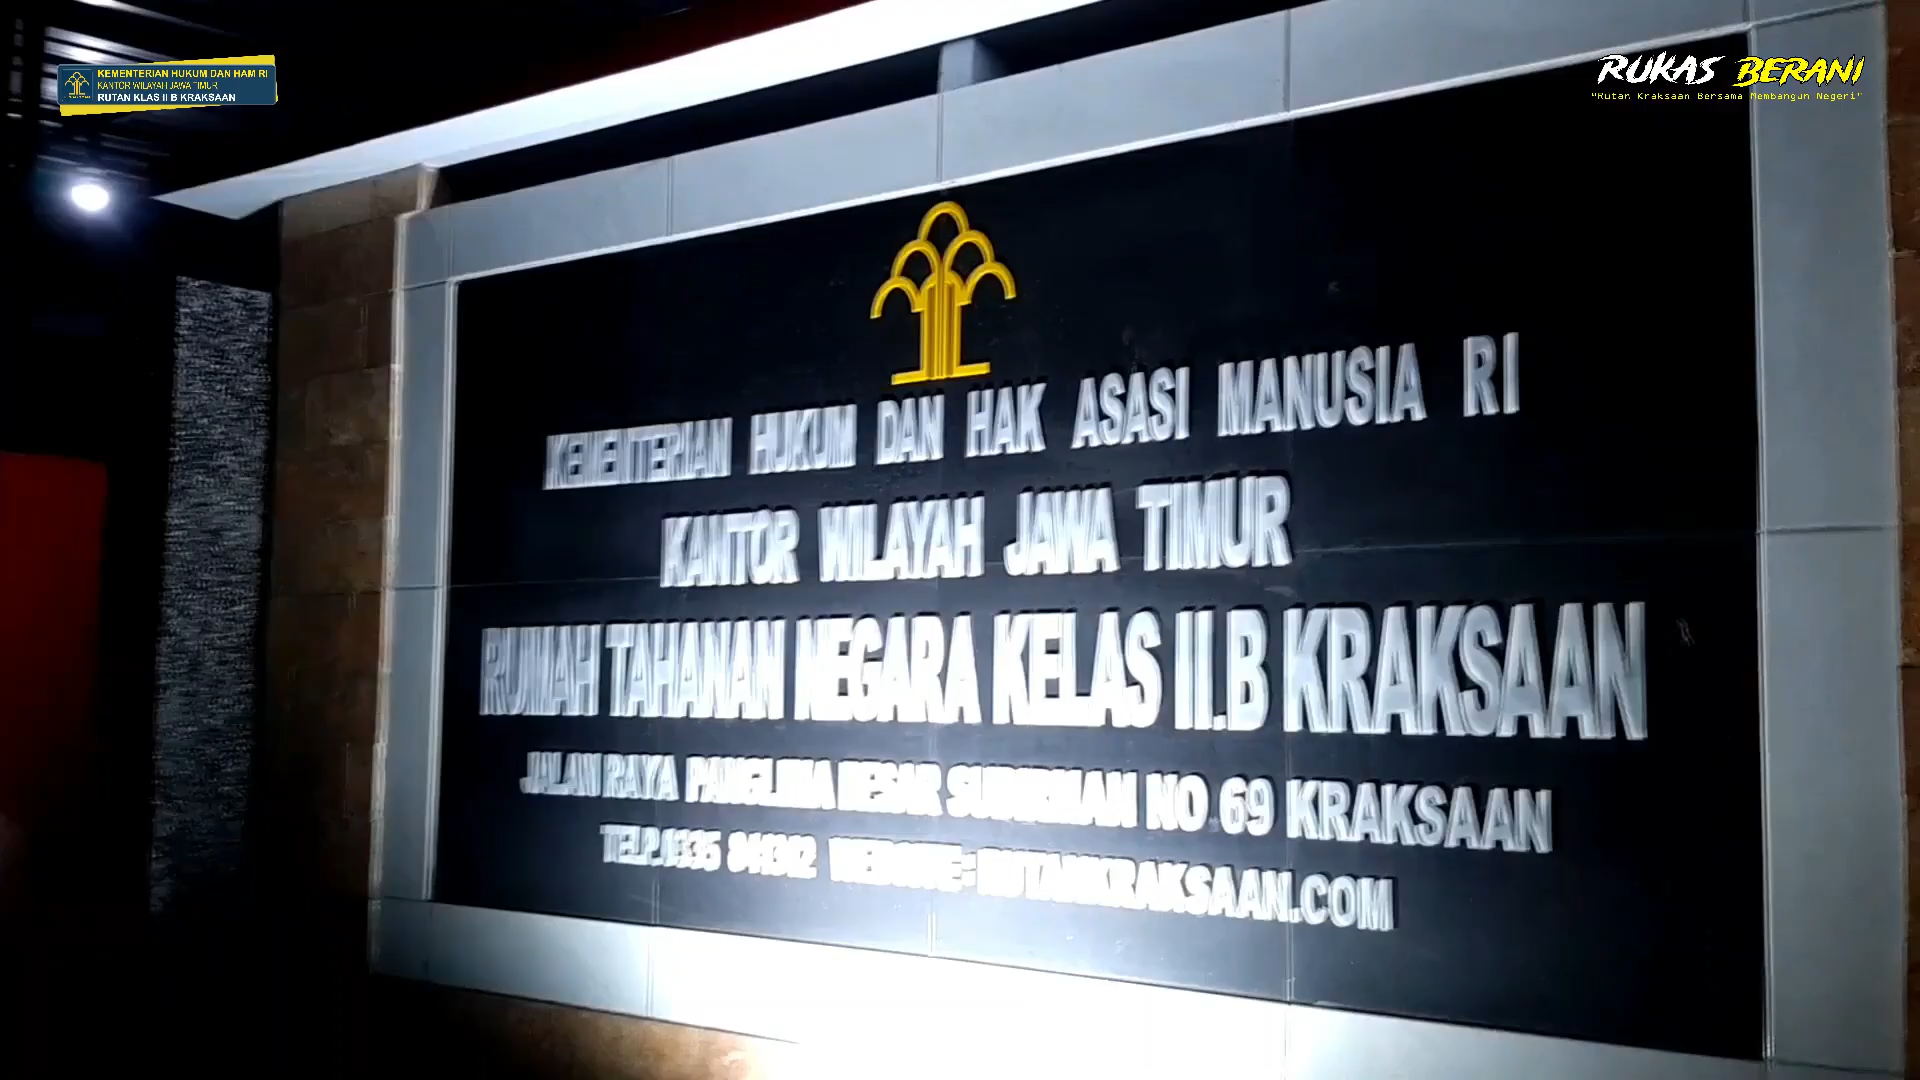 KEMENTERIAN HUKUM DAN HAM RI
KANTOR WILAYAH JAWA TIMUR
RUTAN KLAS II B KRAKSAAN
RUKAS BERANI
"Rutan Kraksaan Bersama Membangun Negeri"
KEMENTERIAN HUKUM DAN HAK ASASI MANUSIA RI
KANTOR WILAYAH JAWA TIMUR
RUMAH TAHANAN NEGARA KELAS II.B KRAKSAAN
JALAN RAYA PANGLIMA BESAR SUDIRMAN NO 69 KRAKSAAN
TELP. WEBSITE: RUTANKRAKSAAN.COM